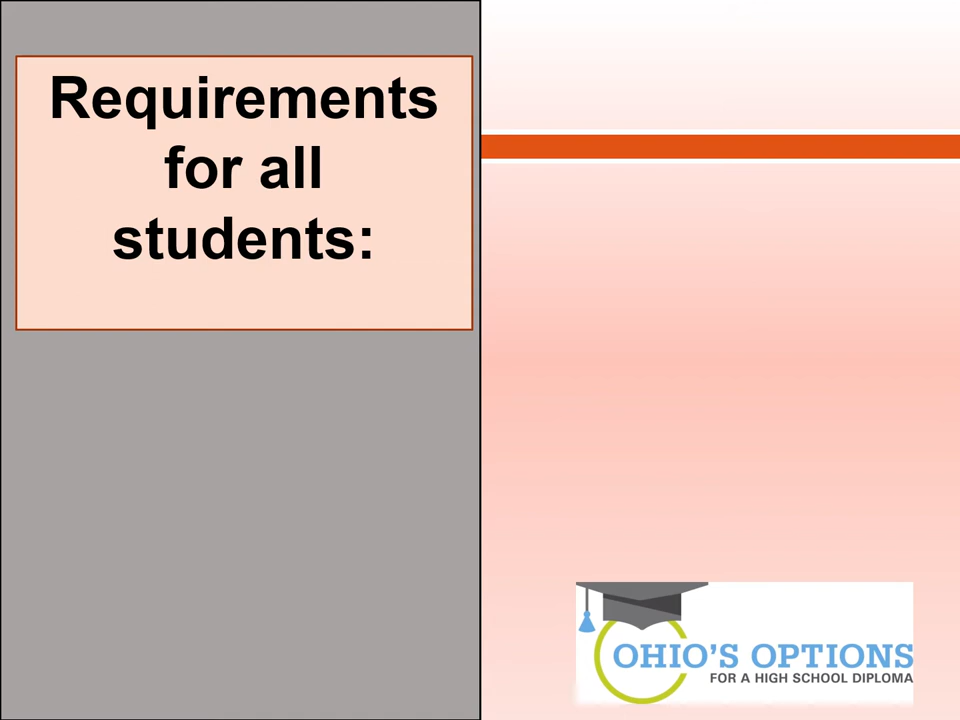 Requirements
for all
students:
OHIO'S OPTIONS
FOR A HIGH SCHOOL DIPLOMA